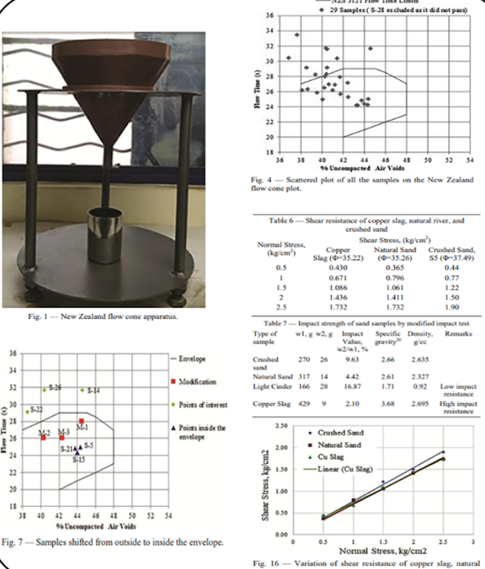 Fig. 1 — New Zealand flow cone apparatus.
36
34
32
30
28
26
24
22
20
18
Flow Time (s)
38 40 42 44 46 48 50 52 54
% Uncompacted Air Voids
S-26
S-14
S-22
M-2
M-3
M-1
S-21
S-5
S-15
Envelope
Modification
Points of interest
Points inside the
envelope
Fig. 7 — Samples shifted from outside to inside the envelope.
NZS 3121 Flow Time Limits
29 Samples ( S-28 excluded as it did not pass)
36
34
32
30
28
26
24
22
20
18
Flow Time (s)
36 38 40 42 44 46 48 50 52 54
% Uncompacted Air Voids
Fig. 4 — Scattered plot of all the samples on the New Zealand
flow cone plot.
Table 6 — Shear resistance of copper slag, natural river, and
crushed sand
Normal Stress,
(kg/cm²)
Shear Stress, (kg/cm²)
Copper
Slag (Φ=35.22)
Natural Sand
(Φ=35.26)
Crushed Sand,
S5 (Φ=37.49)
0.5 0.430 0.365 0.44
1 0.671 0.796 0.77
1.5 1.086 1.061 1.22
2 1.436 1.411 1.50
2.5 1.732 1.732 1.90
Table 7 — Impact strength of sand samples by modified impact test
Type of
sample
w1, g
w2, g
Impact
Value,
w2/w1, %
Specific
gravity²⁰
Density,
g/cc
Remarks
Crushed
sand
270 26 9.63 2.66 2.635
Natural Sand 317 14 4.42 2.61 2.327
Light Cinder 166 28 16.87 1.71 0.92 Low impact
resistance
Copper Slag 429 9 2.10 3.68 2.695 High impact
resistance
2.50
2.00
1.50
1.00
0.50
0.00
Shear Stress, kg/cm2
Crushed Sand
Natural Sand
Cu Slag
Linear (Cu Slag)
0 0.5 1 1.5 2 2.5 3
Normal Stress, kg/cm2
Fig. 16 — Variation of shear resistance of copper slag, natural